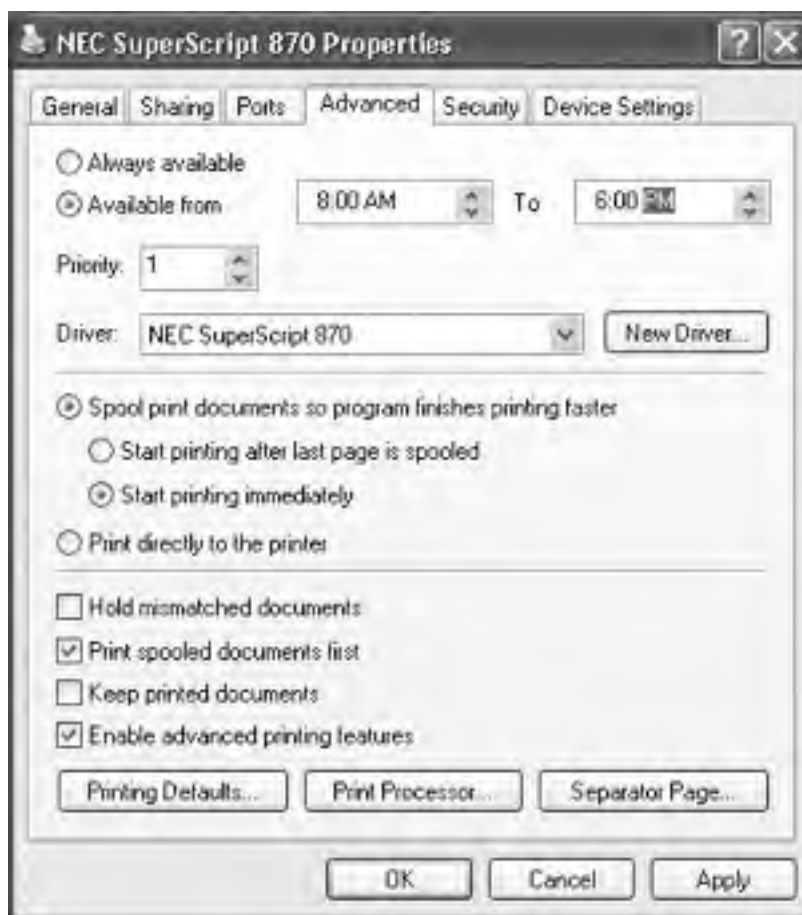 NEC SuperScript 870 Properties
General Sharing Ports Advanced Security Device Settings
Always available
Available from 8:00 AM To 6:00 PM
Priority: 1
Driver: NEC SuperScript 870 New Driver...
Spool print documents so program finishes printing faster
Start printing after last page is spooled
Start printing immediately
Print directly to the printer
Hold mismatched documents
Print spooled documents first
Keep printed documents
Enable advanced printing features
Printing Defaults... Print Processor... Separator Page...
OK Cancel Apply